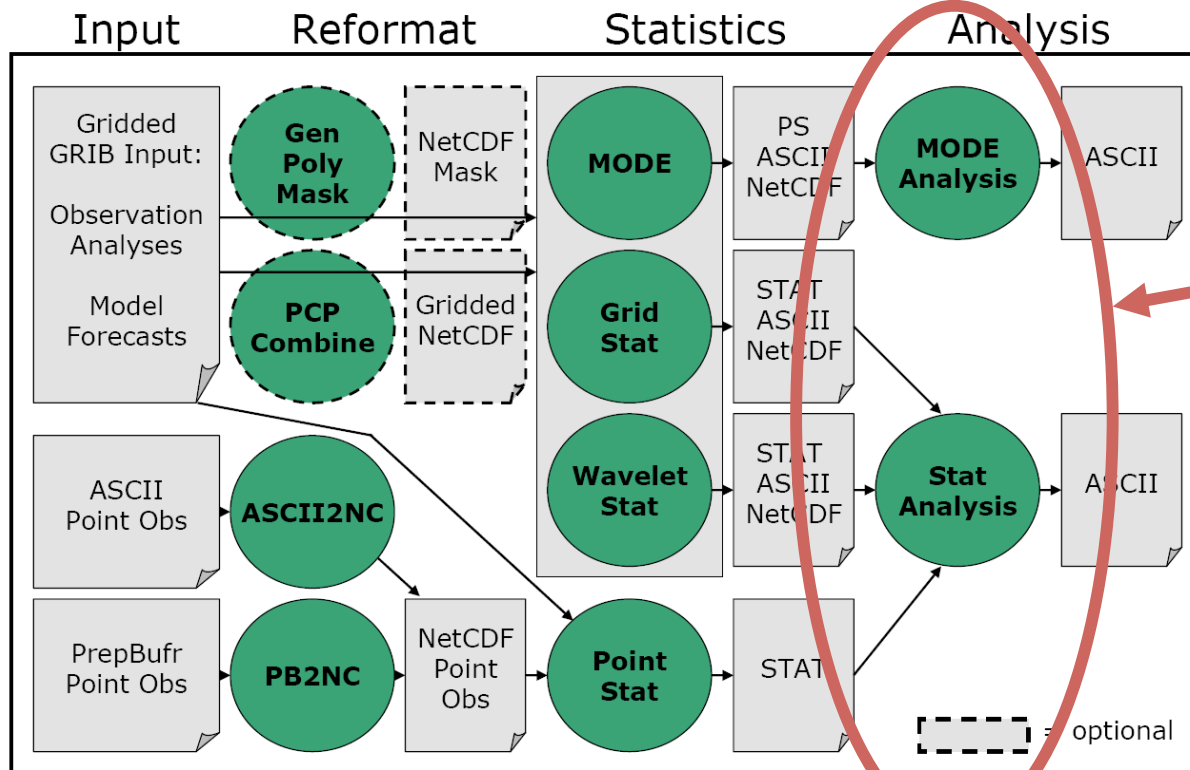 Input
Reformat
Statistics
Analysis
Gridded
GRIB Input:
Observation
Analyses
Model
Forecasts
Gen
Poly
Mask
NetCDF
Mask
MODE
PS
ASCII
NetCDF
MODE
Analysis
ASCII
PCP
Combine
Gridded
NetCDF
Grid
Stat
STAT
ASCII
NetCDF
Wavelet
Stat
STAT
ASCII
NetCDF
Stat
Analysis
ASCII
ASCII
Point Obs
ASCII2NC
PrepBufr
Point Obs
PB2NC
NetCDF
Point
Obs
Point
Stat
STAT
= optional